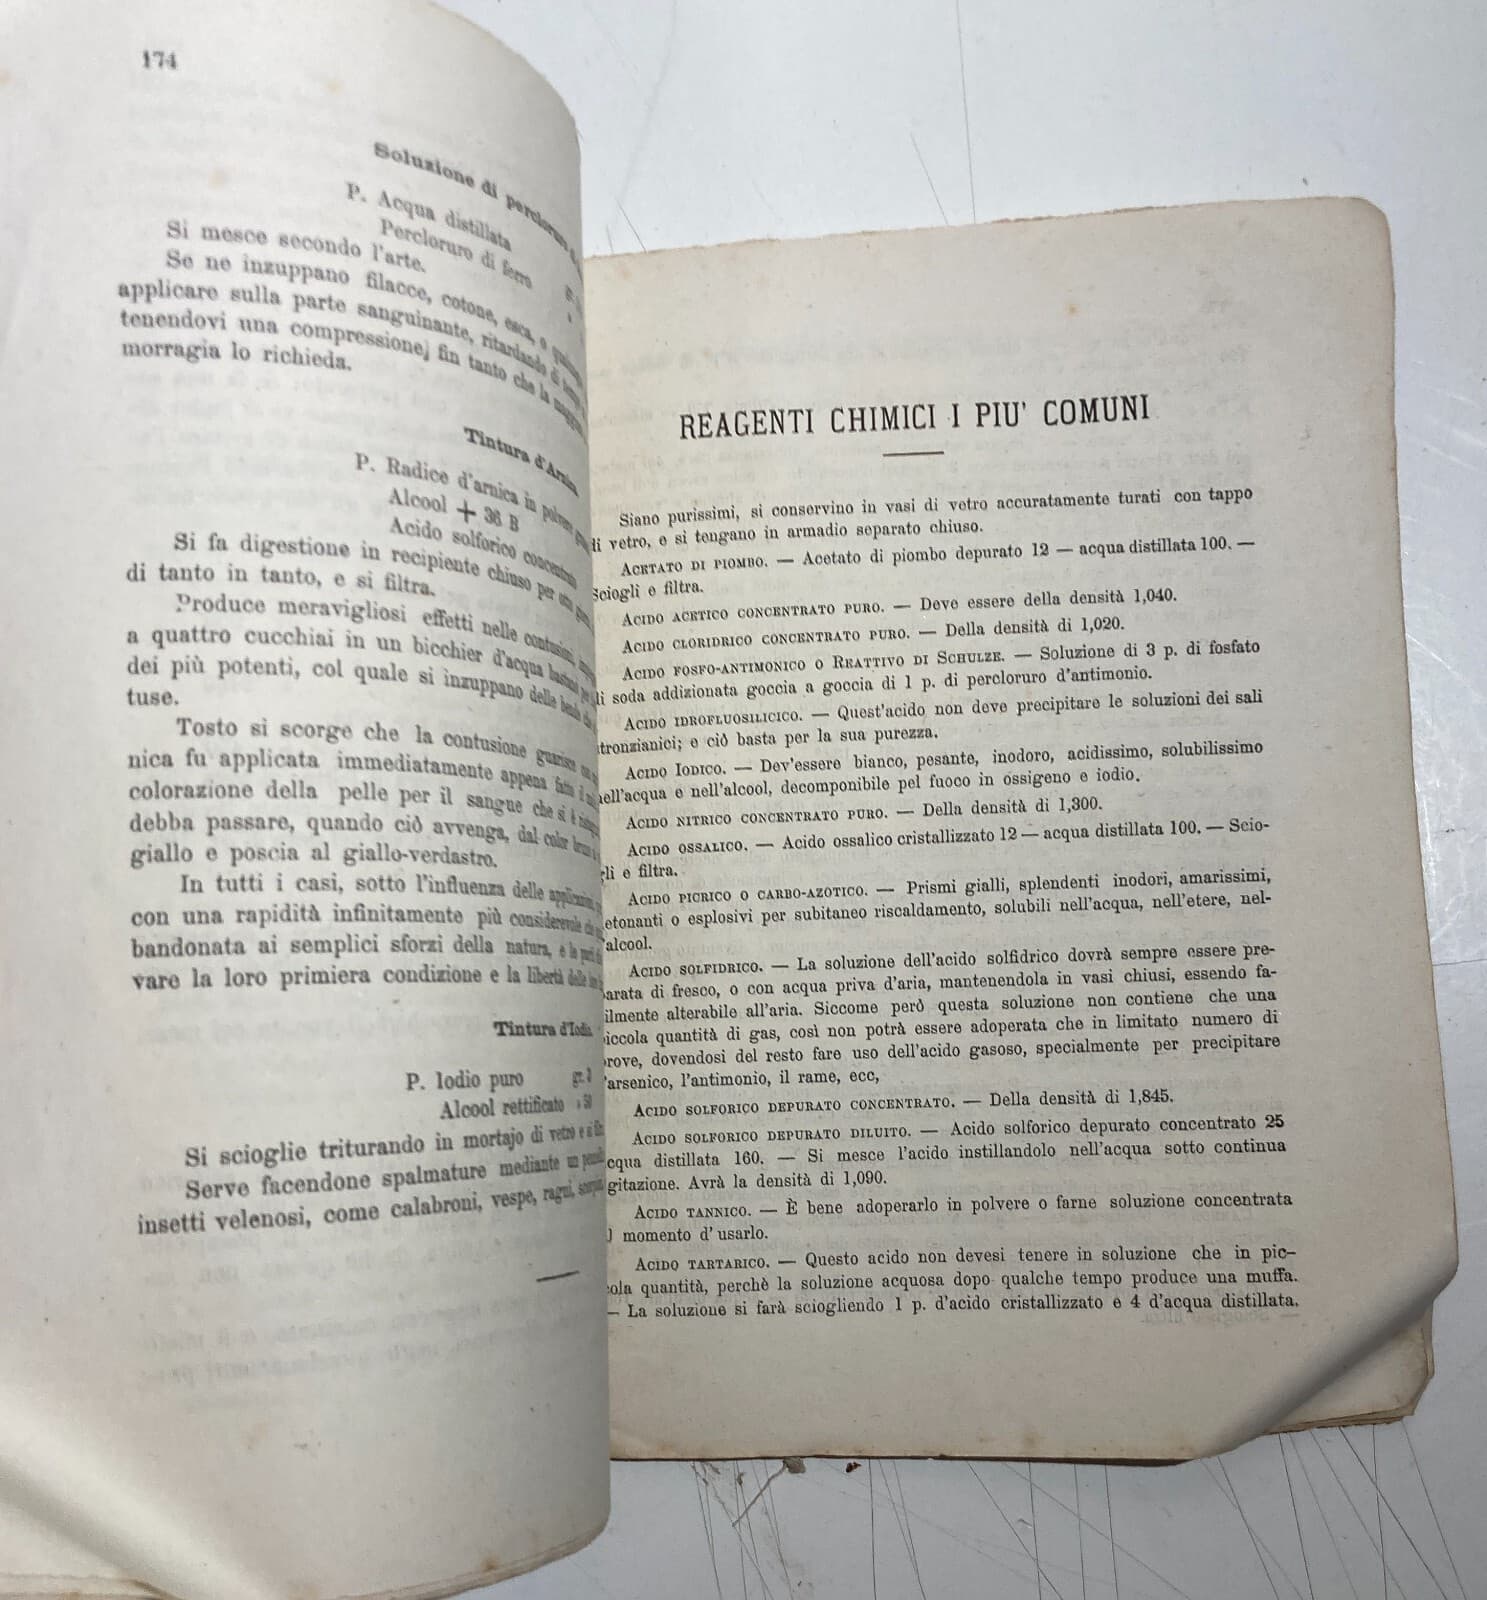 174
Soluzione di percloruro
P. Acqua distillata
Percloruro di ferro
Si mesce secondo l'arte.
Se ne inzuppano filacce, cotone, esca, o
applicare sulla parte sanguinante, ritardando di
tenendovi una compressione, fin tanto che la
morragia lo richieda.
Tintura d'Arnica
P. Radice d'arnica in polvere
Alcool + 36 B
Acido solforico concentrato
Si fa digestione in recipiente chiuso per
di tanto in tanto, e si filtra.
Produce meravigliosi effetti nelle contusioni,
a quattro cucchiai in un bicchier d'acqua bastano
dei più potenti, col quale si inzuppano delle bende
tuse.
Tosto si scorge che la contusione guarisce
nica fu applicata immediatamente appena fatto il
colorazione della pelle per il sangue che si è
debba passare, quando ciò avvenga, dal color bruno
giallo e poscia al giallo-verdastro.
In tutti i casi, sotto l'influenza delle applicazioni,
con una rapidità infinitamente più considerevole
bandonata ai semplici sforzi della natura, e le parti
vare la loro primiera condizione e la libertà delle
Tintura d'Iodio
P. Iodio puro gr.
Alcool rettificato
Si scioglie triturando in mortajo di vetro e si
Serve facendone spalmature mediante un
insetti velenosi, come calabroni, vespe, ragni,
REAGENTI CHIMICI I PIU' COMUNI
Siano purissimi, si conservino in vasi di vetro accuratamente turati con tappo
di vetro, e si tengano in armadio separato chiuso.
ACETATO DI PIOMBO. — Acetato di piombo depurato 12 — acqua distillata 100. —
Sciogli e filtra.
ACIDO ACETICO CONCENTRATO PURO. — Deve essere della densità 1,040.
ACIDO CLORIDRICO CONCENTRATO PURO. — Della densità di 1,020.
ACIDO FOSFO-ANTIMONICO O REATTIVO DI SCHULZE. — Soluzione di 3 p. di fosfato
di soda addizionata goccia a goccia di 1 p. di percloruro d'antimonio.
ACIDO IDROFLUOSILICICO. — Quest'acido non deve precipitare le soluzioni dei sali
stronzianici; e ciò basta per la sua purezza.
ACIDO IODICO. — Dev'essere bianco, pesante, inodoro, acidissimo, solubilissimo
nell'acqua e nell'alcool, decomponibile pel fuoco in ossigeno e iodio.
ACIDO NITRICO CONCENTRATO PURO. — Della densità di 1,300.
ACIDO OSSALICO. — Acido ossalico cristallizzato 12 — acqua distillata 100. — Scio-
gli e filtra.
ACIDO PICRICO O CARBO-AZOTICO. — Prismi gialli, splendenti inodori, amarissimi,
etonanti o esplosivi per subitaneo riscaldamento, solubili nell'acqua, nell'etere, nel-
l'alcool.
ACIDO SOLFIDRICO. — La soluzione dell'acido solfidrico dovrà sempre essere pre-
parata di fresco, o con acqua priva d'aria, mantenendola in vasi chiusi, essendo fa-
cilmente alterabile all'aria. Siccome però questa soluzione non contiene che una
piccola quantità di gas, così non potrà essere adoperata che in limitato numero di
prove, dovendosi del resto fare uso dell'acido gasoso, specialmente per precipitare
l'arsenico, l'antimonio, il rame, ecc,
ACIDO SOLFORICO DEPURATO CONCENTRATO. — Della densità di 1,845.
ACIDO SOLFORICO DEPURATO DILUITO. — Acido solforico depurato concentrato 25
acqua distillata 160. — Si mesce l'acido instillandolo nell'acqua sotto continua
agitazione. Avrà la densità di 1,090.
ACIDO TANNICO. — È bene adoperarlo in polvere o farne soluzione concentrata
al momento d'usarlo.
ACIDO TARTARICO. — Questo acido non devesi tenere in soluzione che in pic-
cola quantità, perchè la soluzione acquosa dopo qualche tempo produce una muffa.
— La soluzione si farà sciogliendo 1 p. d'acido cristallizzato e 4 d'acqua distillata.